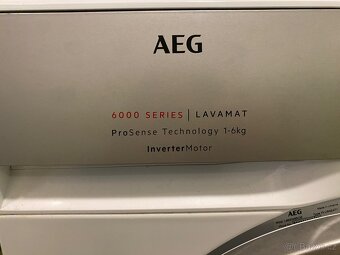 AEG
6000 SERIES | LAVAMAT
ProSense Technology 1-6kg
InverterMotor
AEG